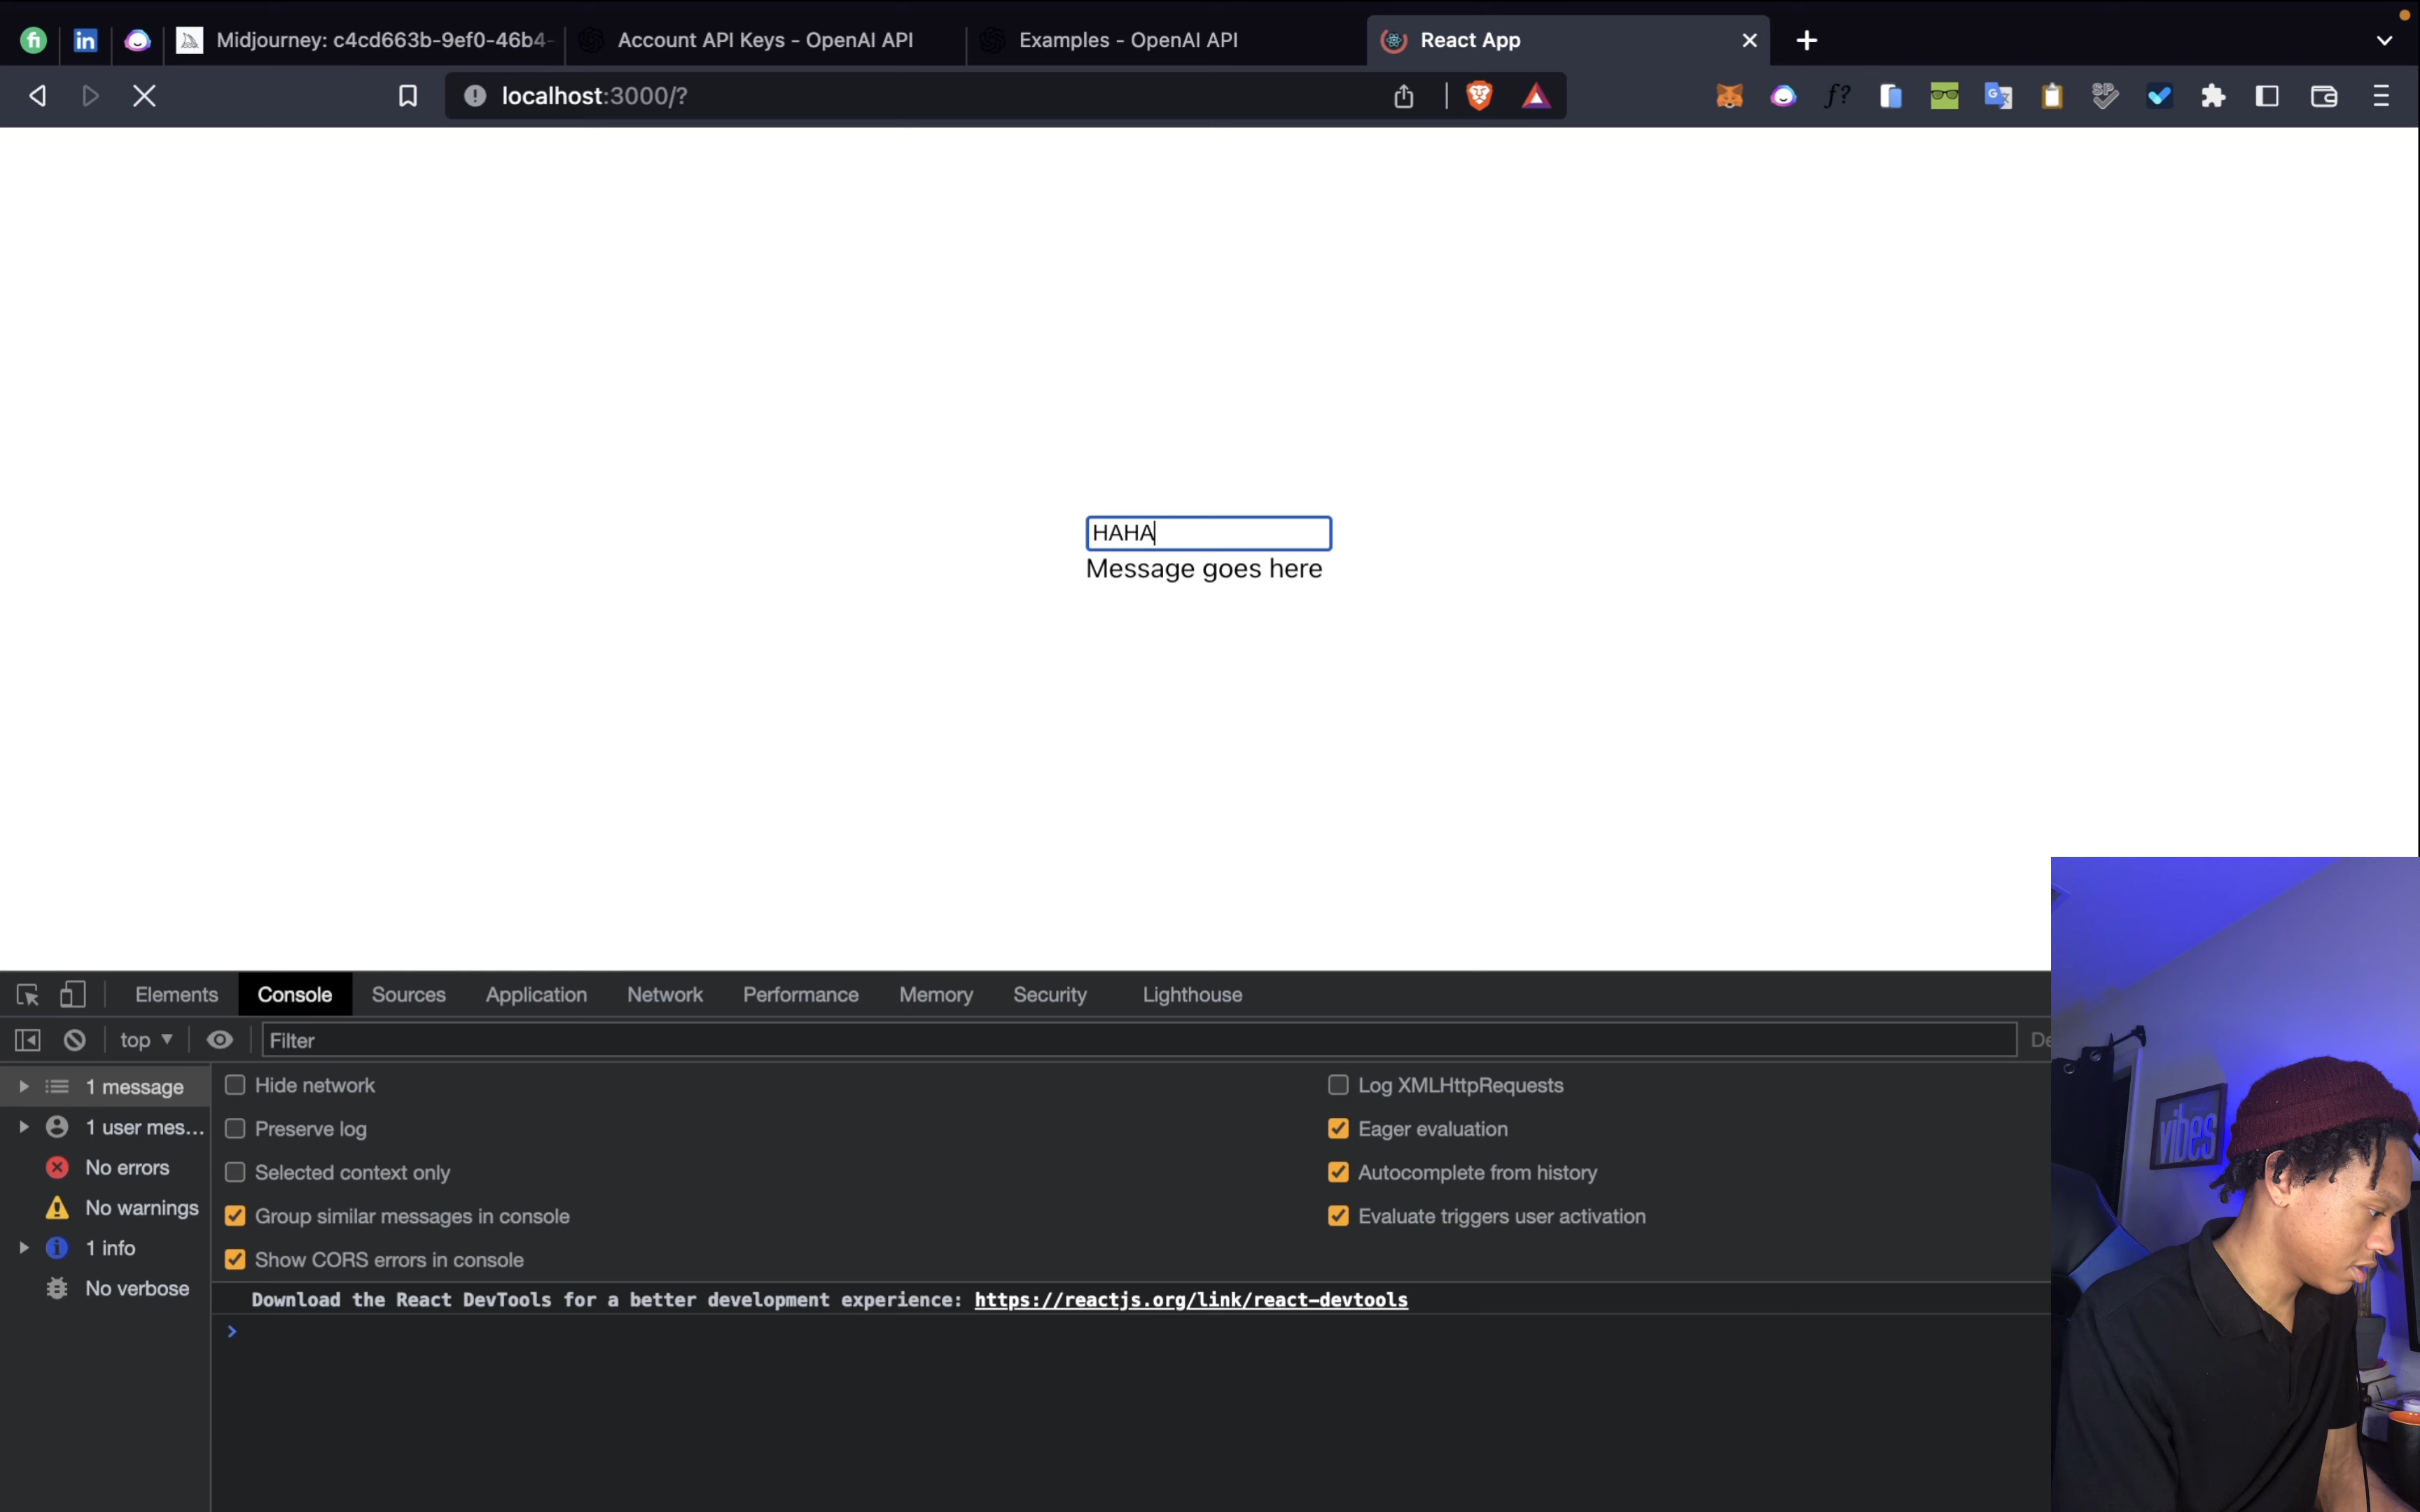 fi
in
Midjourney: c4cd663b-9ef0-46b4-
Account API Keys - OpenAI API
Examples - OpenAI API
React App
localhost:3000/?
ƒ?
SP
HAHA
Message goes here
Elements
Console
Sources
Application
Network
Performance
Memory
Security
Lighthouse
top
Filter
De
1 message
1 user mes...
No errors
No warnings
1 info
No verbose
Hide network
Log XMLHttpRequests
Preserve log
Eager evaluation
Selected context only
Autocomplete from history
Group similar messages in console
Evaluate triggers user activation
Show CORS errors in console
Download the React DevTools for a better development experience: https://reactjs.org/link/react-devtools
vibes